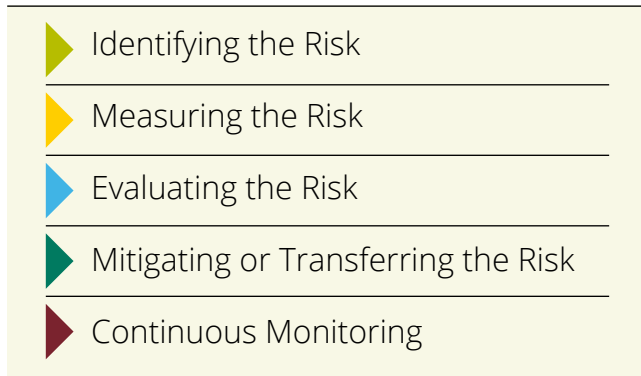 Identifying the Risk
Measuring the Risk
Evaluating the Risk
Mitigating or Transferring the Risk
Continuous Monitoring